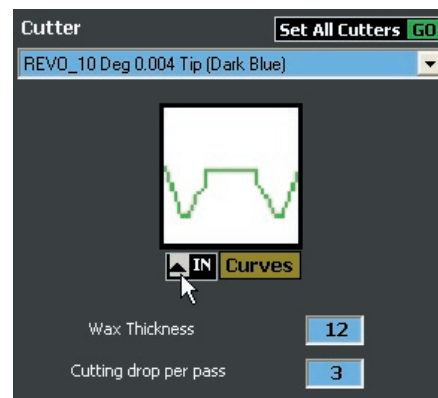 Cutter Set All Cutters GO
REVO_10 Deg 0.004 Tip (Dark Blue)
IN Curves
Wax Thickness 12
Cutting drop per pass 3